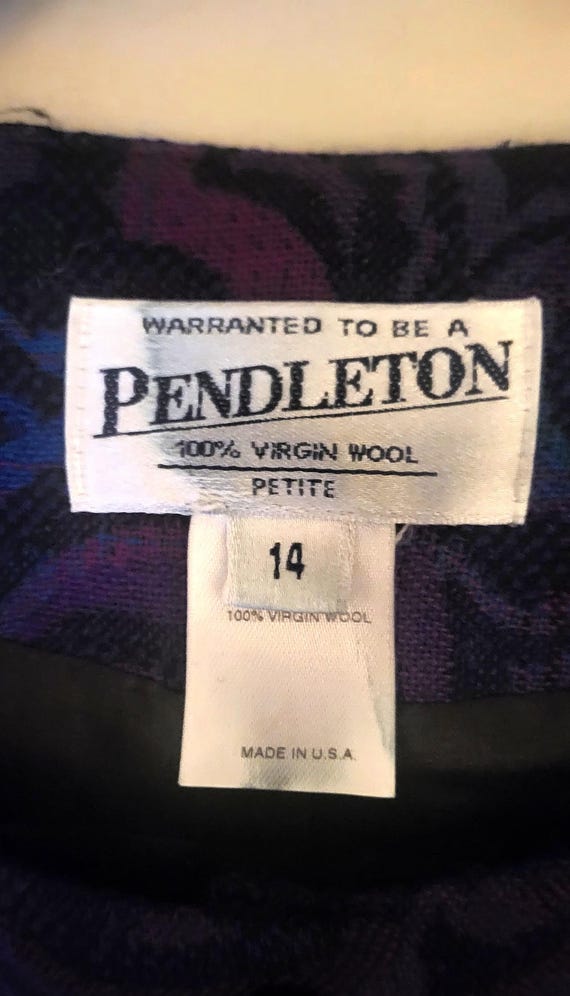 WARRANTED TO BE A
PENDLETON
100% VIRGIN WOOL
PETITE
14
100% VIRGIN WOOL
MADE IN U.S.A.